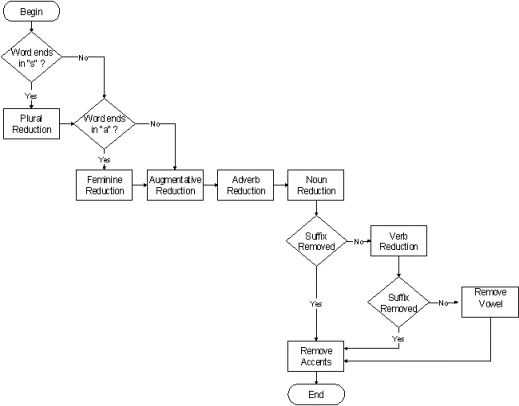 Begin
Word ends
in "s" ?
No
Yes
Plural
Reduction
Word ends
in "a" ?
No
Yes
Feminine
Reduction
Augmentative
Reduction
Adverb
Reduction
Noun
Reduction
Suffix
Removed
No
Verb
Reduction
Yes
Suffix
Removed
No
Remove
Vowel
Yes
Remove
Accents
End